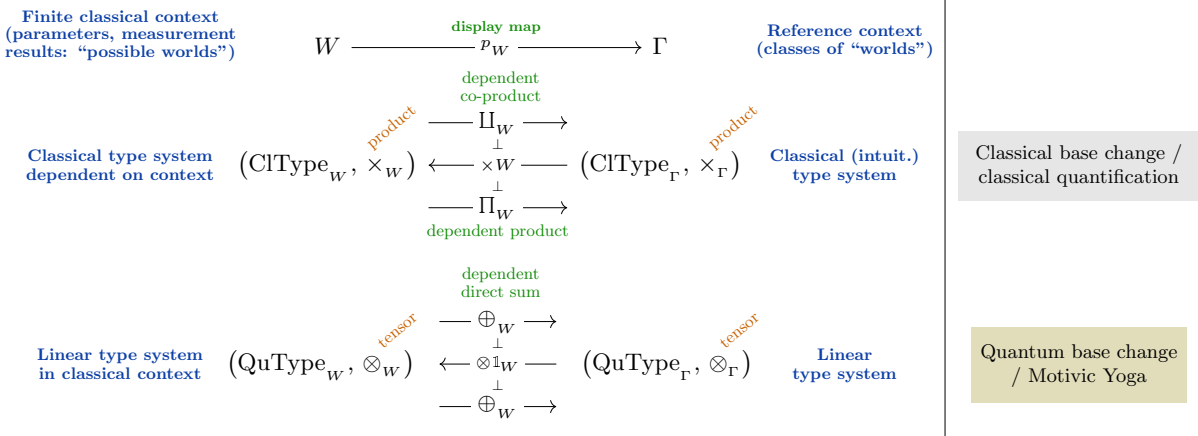 Finite classical context
(parameters, measurement
results: “possible worlds”)
display map
W p_W Γ
Reference context
(classes of “worlds”)
dependent
co-product
product
∐_W
product
⊥
Classical type system
dependent on context
(ClType_W, ×_W)
×W
(ClType_Γ, ×_Γ)
Classical (intuit.)
type system
Classical base change /
classical quantification
⊥
∏_W
dependent product
dependent
direct sum
tensor
⊕_W
tensor
⊥
Linear type system
in classical context
(QuType_W, ⊗_W)
⊗𝟙_W
(QuType_Γ, ⊗_Γ)
Linear
type system
Quantum base change
/ Motivic Yoga
⊥
⊕_W